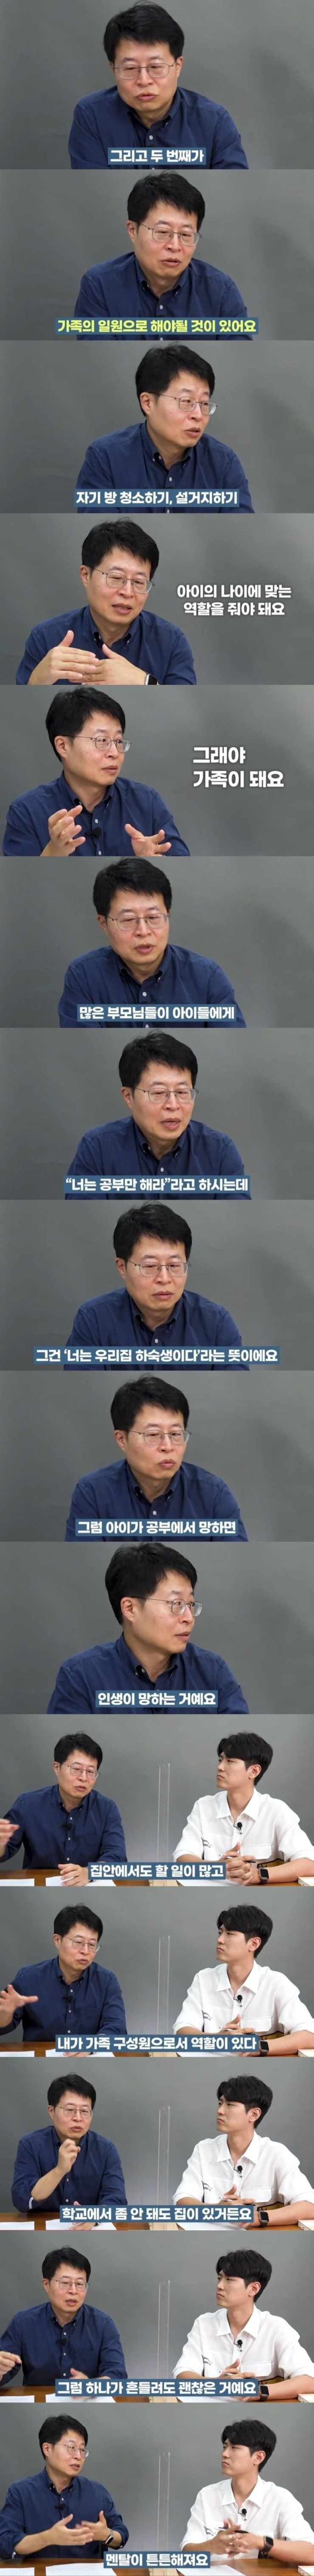 그리고 두 번째가
가족의 일원으로 해야될 것이 있어요
자기 방 청소하기, 설거지하기
아이의 나이에 맞는
역할을 줘야 돼요
그래야
가족이 돼요
많은 부모님들이 아이들에게
“너는 공부만 해라”라고 하시는데
그건 ‘너는 우리집 하숙생이다’라는 뜻이에요
그럼 아이가 공부에서 망하면
인생이 망하는 거예요
집안에서도 할 일이 많고
내가 가족 구성원으로서 역할이 있다
학교에서 좀 안 돼도 집이 있거든요
그럼 하나가 흔들려도 괜찮은 거예요
멘탈이 튼튼해져요